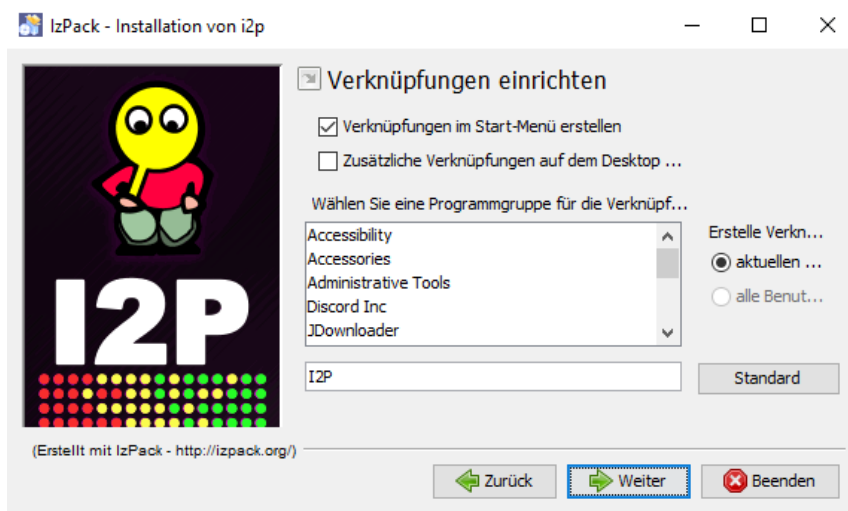 IzPack - Installation von i2p
Verknüpfungen einrichten
Verknüpfungen im Start-Menü erstellen
Zusätzliche Verknüpfungen auf dem Desktop ...
Wählen Sie eine Programmgruppe für die Verknüpf...
Accessibility
Accessories
Administrative Tools
Discord Inc
JDownloader
Erstelle Verkn...
aktuellen ...
alle Benut...
I2P
Standard
I2P
(Erstellt mit IzPack - http://izpack.org/)
Zurück
Weiter
Beenden